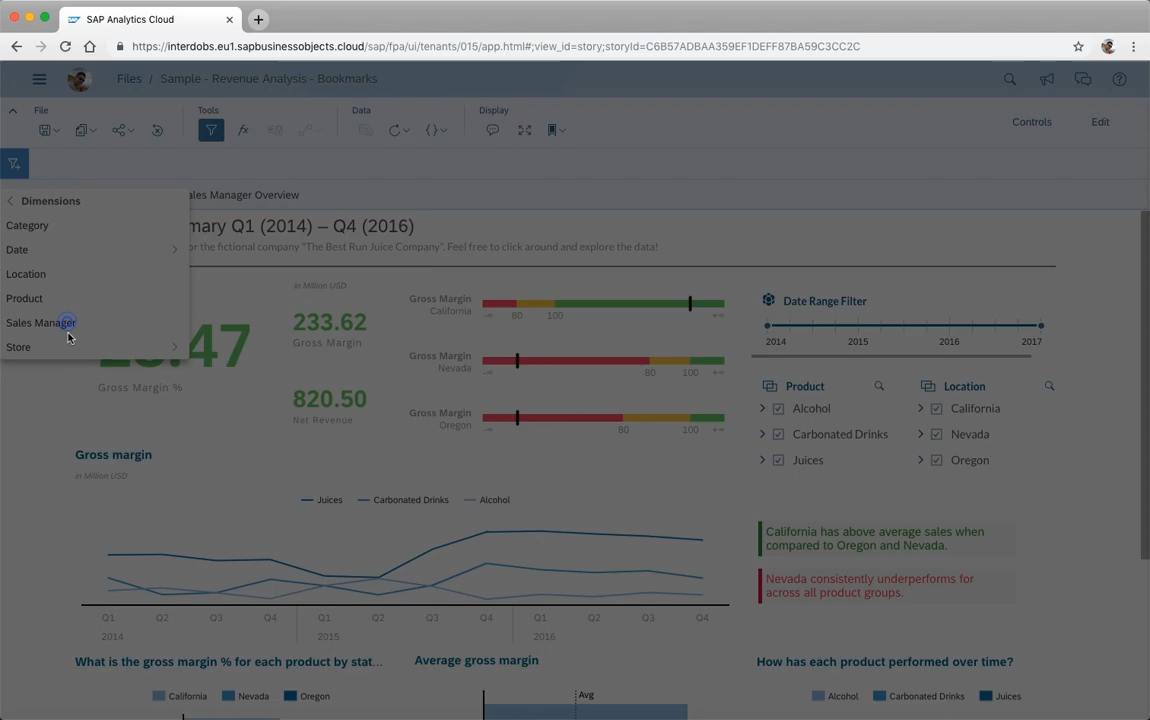 SAP Analytics Cloud
https://interdobs.eu1.sapbusinessobjects.cloud/sap/fpa/ui/tenants/015/app.html#;view_id=story;storyId=C6B57ADBAA359EF1DEFF87BA59C3CC2C
Files / Sample - Revenue Analysis - Bookmarks
File
Tools
Data
Display
Controls
Edit
Dimensions
Category
Date
Location
Product
Sales Manager
Store
ales Manager Overview
mary Q1 (2014) – Q4 (2016)
or the fictional company "The Best Run Juice Company". Feel free to click around and explore the data!
47
Gross Margin %
in Million USD
233.62
Gross Margin
820.50
Net Revenue
Gross Margin
California
80 100
Gross Margin
Nevada
80 100
Gross Margin
Oregon
80 100
Date Range Filter
2014 2015 2016 2017
Product
Alcohol
Carbonated Drinks
Juices
Location
California
Nevada
Oregon
Gross margin
in Million USD
Juices Carbonated Drinks Alcohol
Q1 Q2 Q3 Q4 Q1 Q2 Q3 Q4 Q1 Q2 Q3 Q4
2014 2015 2016
California has above average sales when
compared to Oregon and Nevada.
Nevada consistently underperforms for
across all product groups.
What is the gross margin % for each product by stat...
California Nevada Oregon
Average gross margin
Avg
How has each product performed over time?
Alcohol Carbonated Drinks Juices